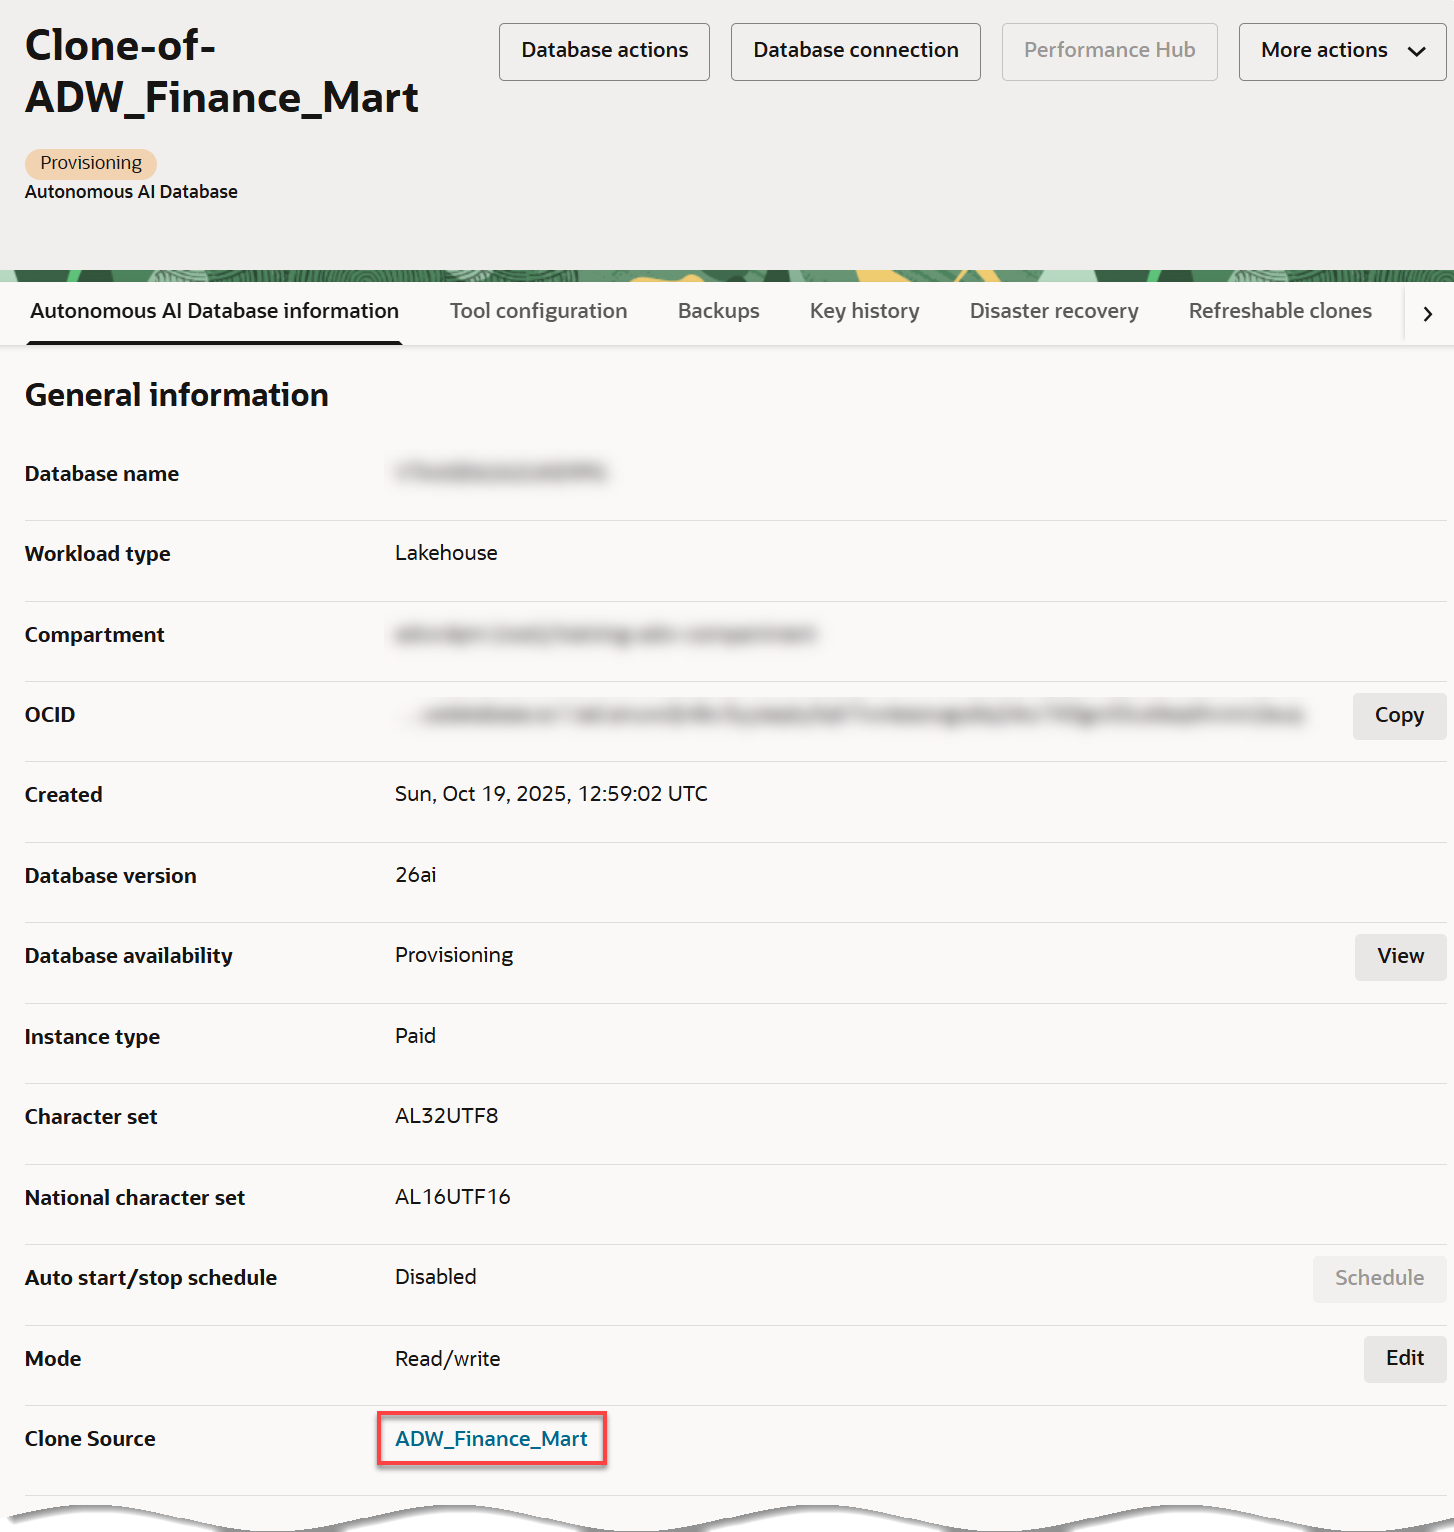 Clone-of-
ADW_Finance_Mart
Database actions
Database connection
Performance Hub
More actions
Provisioning
Autonomous AI Database
Autonomous AI Database information
Tool configuration
Backups
Key history
Disaster recovery
Refreshable clones
General information
Database name
Workload type
Lakehouse
Compartment
OCID
Copy
Created
Sun, Oct 19, 2025, 12:59:02 UTC
Database version
26ai
Database availability
Provisioning
View
Instance type
Paid
Character set
AL32UTF8
National character set
AL16UTF16
Auto start/stop schedule
Disabled
Schedule
Mode
Read/write
Edit
Clone Source
ADW_Finance_Mart